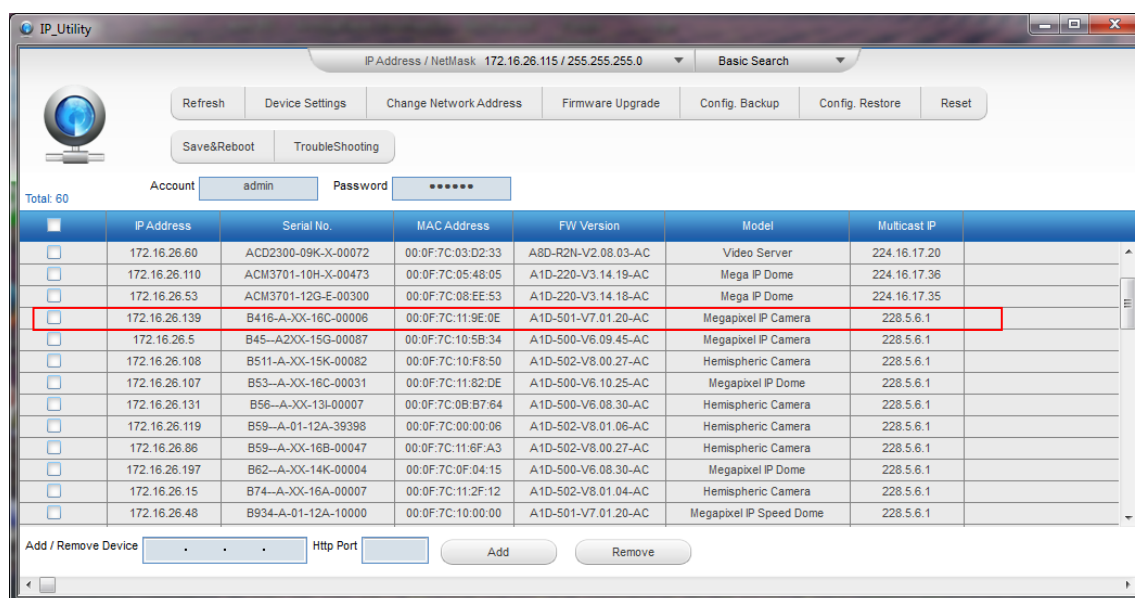 IP_Utility
IP Address / NetMask 172.16.26.115 / 255.255.255.0 Basic Search
Refresh Device Settings Change Network Address Firmware Upgrade Config. Backup Config. Restore Reset
Save&Reboot TroubleShooting
Account admin Password ●●●●●●
Total: 60
IP Address Serial No. MAC Address FW Version Model Multicast IP
172.16.26.60 ACD2300-09K-X-00072 00:0F:7C:03:D2:33 A8D-R2N-V2.08.03-AC Video Server 224.16.17.20
172.16.26.110 ACM3701-10H-X-00473 00:0F:7C:05:48:05 A1D-220-V3.14.19-AC Mega IP Dome 224.16.17.36
172.16.26.53 ACM3701-12G-E-00300 00:0F:7C:08:EE:53 A1D-220-V3.14.18-AC Mega IP Dome 224.16.17.35
172.16.26.139 B416-A-XX-16C-00006 00:0F:7C:11:9E:0E A1D-501-V7.01.20-AC Megapixel IP Camera 228.5.6.1
172.16.26.5 B45--A2XX-15G-00087 00:0F:7C:10:5B:34 A1D-500-V6.09.45-AC Megapixel IP Camera 228.5.6.1
172.16.26.108 B511-A-XX-15K-00082 00:0F:7C:10:F8:50 A1D-502-V8.00.27-AC Hemispheric Camera 228.5.6.1
172.16.26.107 B53--A-XX-16C-00031 00:0F:7C:11:82:DE A1D-500-V6.10.25-AC Megapixel IP Dome 228.5.6.1
172.16.26.131 B56--A-XX-13I-00007 00:0F:7C:0B:B7:64 A1D-500-V6.08.30-AC Hemispheric Camera 228.5.6.1
172.16.26.119 B59--A-01-12A-39398 00:0F:7C:00:00:06 A1D-502-V8.01.06-AC Hemispheric Camera 228.5.6.1
172.16.26.86 B59--A-XX-16B-00047 00:0F:7C:11:6F:A3 A1D-502-V8.00.27-AC Hemispheric Camera 228.5.6.1
172.16.26.197 B62--A-XX-14K-00004 00:0F:7C:0F:04:15 A1D-500-V6.08.30-AC Megapixel IP Dome 228.5.6.1
172.16.26.15 B74--A-XX-16A-00007 00:0F:7C:11:2F:12 A1D-502-V8.01.04-AC Hemispheric Camera 228.5.6.1
172.16.26.48 B934-A-01-12A-10000 00:0F:7C:10:00:00 A1D-501-V7.01.20-AC Megapixel IP Speed Dome 228.5.6.1
Add / Remove Device . . . Http Port Add Remove